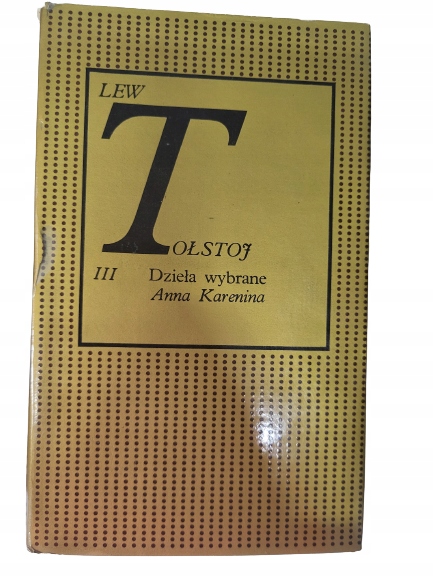 LEW
TOŁSTOJ
III Dzieła wybrane
Anna Karenina